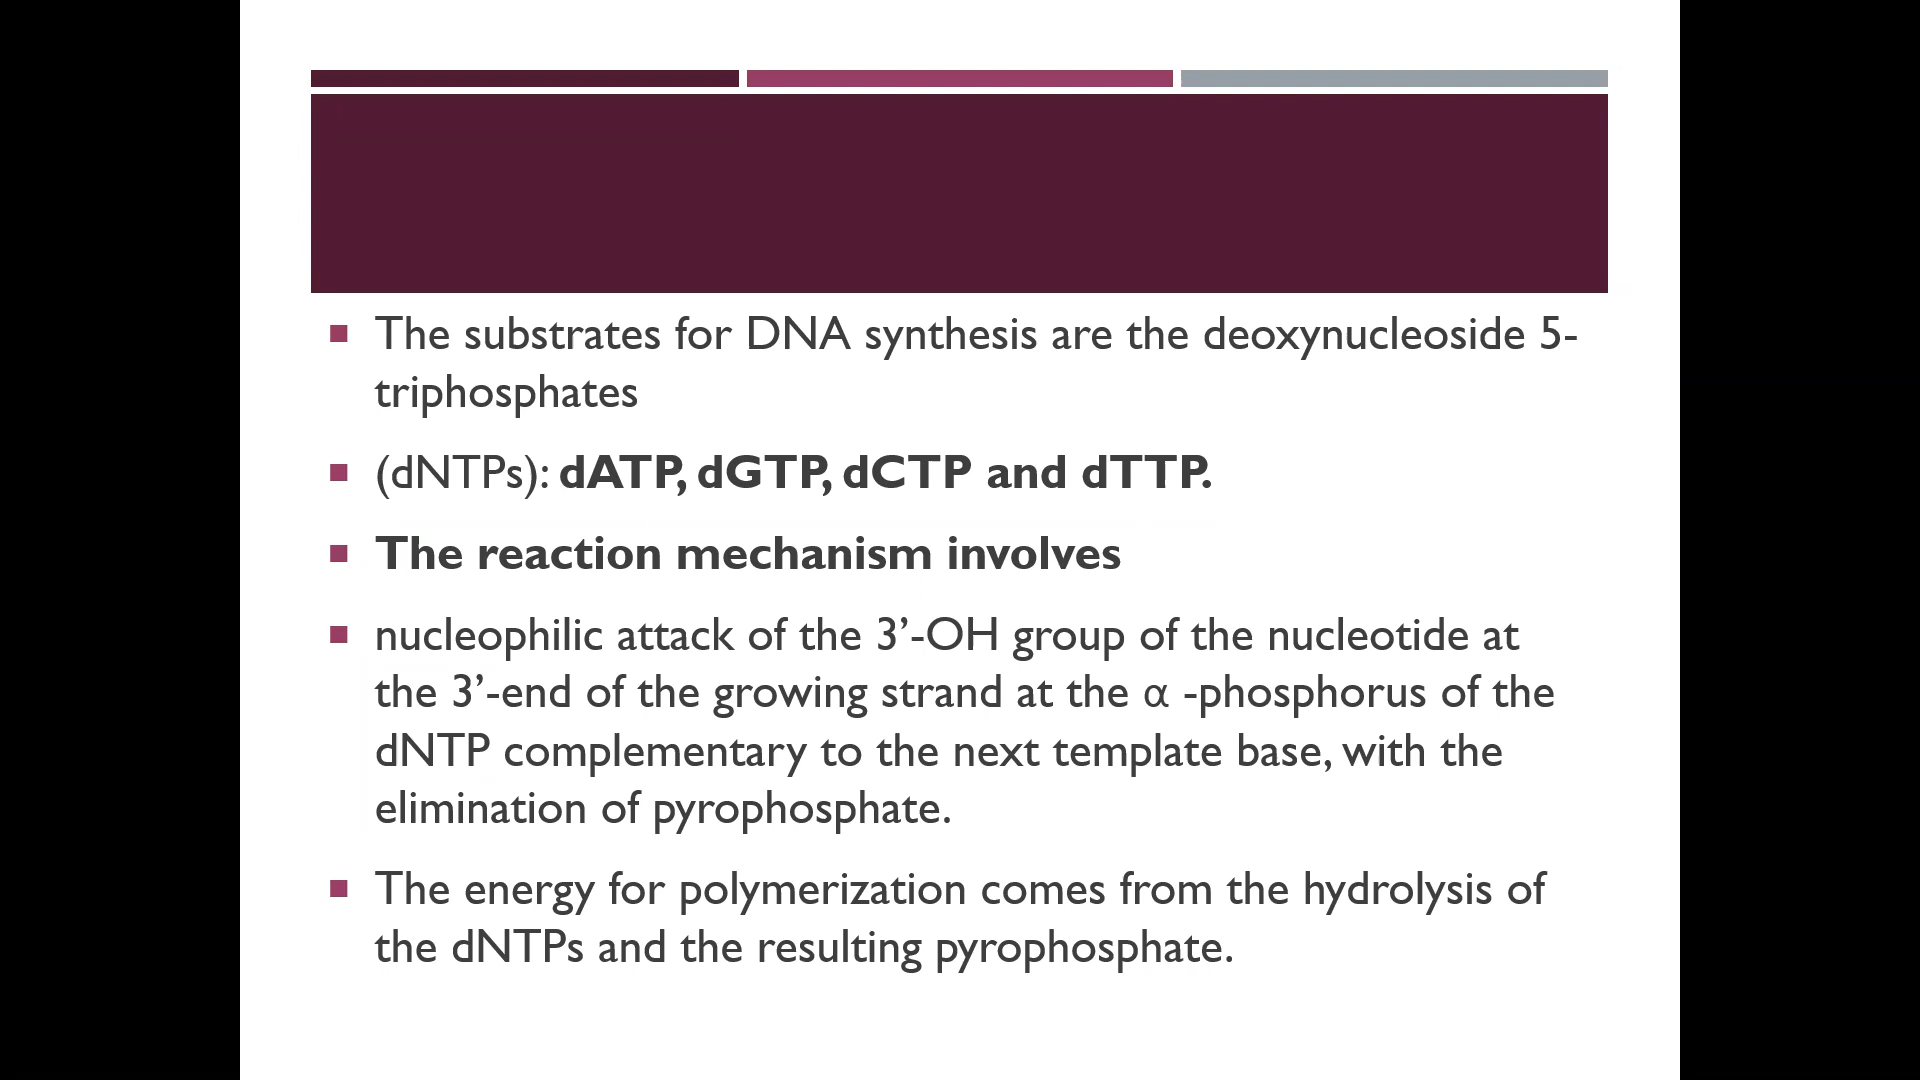 The substrates for DNA synthesis are the deoxynucleoside 5-
triphosphates
(dNTPs): dATP, dGTP, dCTP and dTTP.
The reaction mechanism involves
nucleophilic attack of the 3’-OH group of the nucleotide at
the 3’-end of the growing strand at the α -phosphorus of the
dNTP complementary to the next template base, with the
elimination of pyrophosphate.
The energy for polymerization comes from the hydrolysis of
the dNTPs and the resulting pyrophosphate.